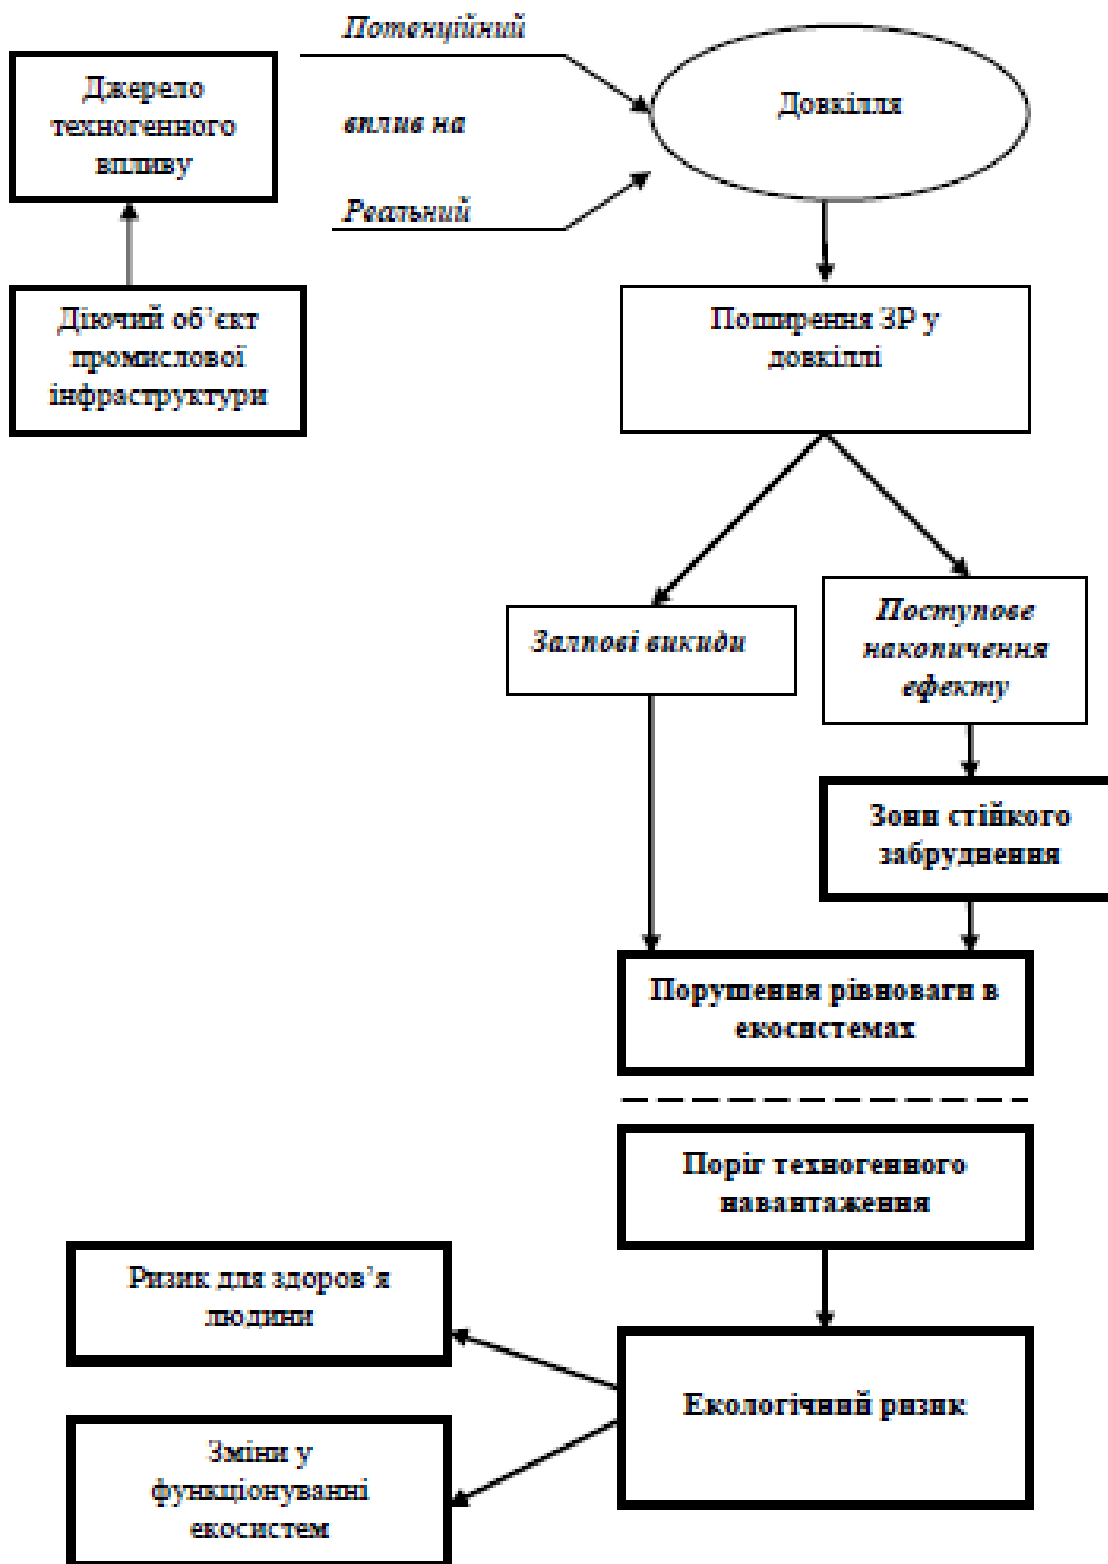 Потенційний
Джерело
техногенного
впливу
вплив на
Довкілля
Реальний
Діючий об’єкт
промислової
інфраструктури
Поширення ЗР у
довкіллі
Залпові викиди
Поступове
накопичення
ефекту
Зони стійкого
забруднення
Порушення рівноваги в
екосистемах
Поріг техногенного
навантаження
Ризик для здоров’я
людини
Екологічний ризик
Зміни у
функціонуванні
екосистем